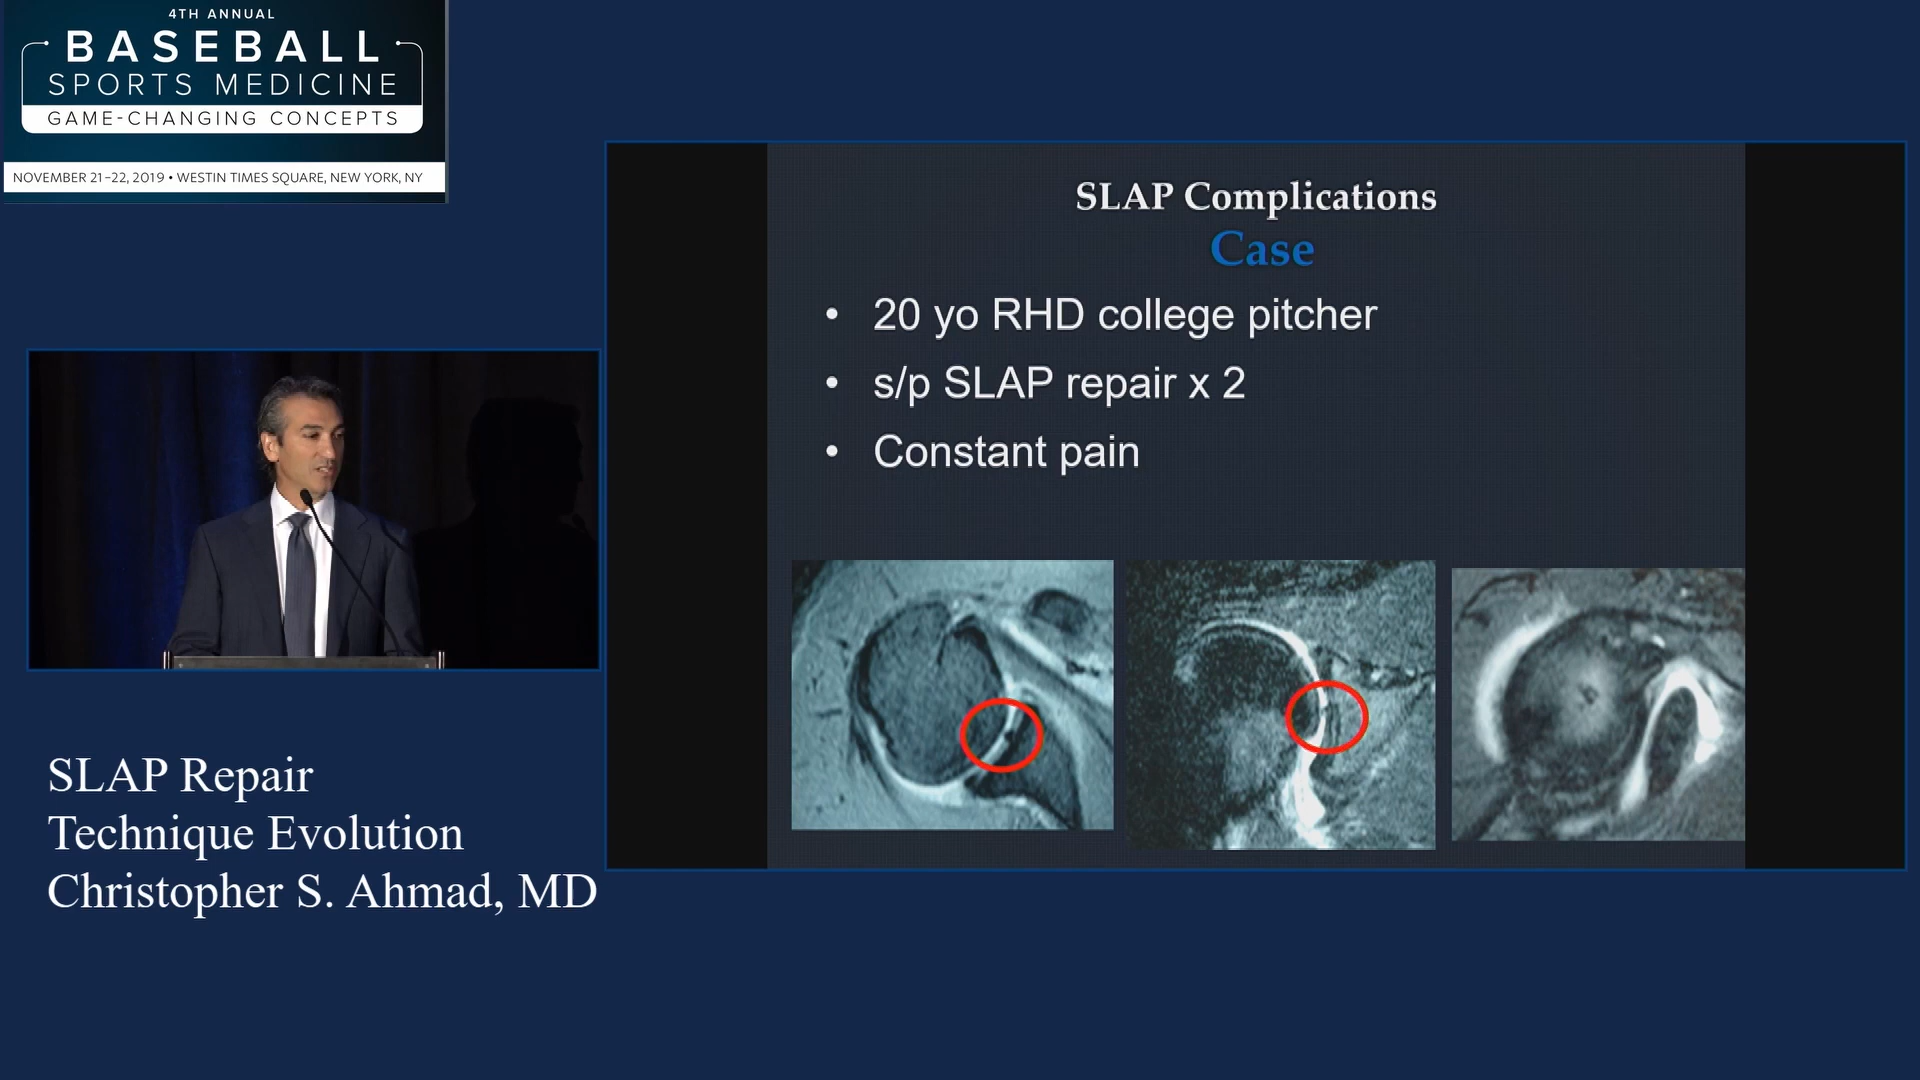 4TH ANNUAL
BASEBALL
SPORTS MEDICINE
GAME-CHANGING CONCEPTS
NOVEMBER 21-22, 2019 • WESTIN TIMES SQUARE, NEW YORK, NY
SLAP Complications
Case
• 20 yo RHD college pitcher
• s/p SLAP repair x 2
• Constant pain
SLAP Repair
Technique Evolution
Christopher S. Ahmad, MD